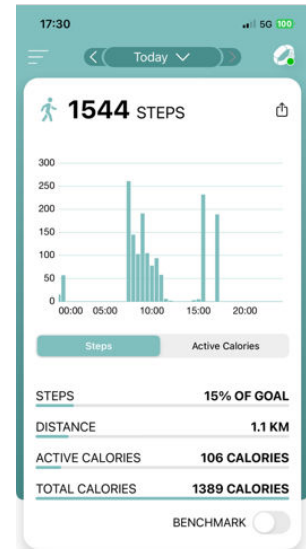 17:30 5G 100
Today
1544 STEPS
300
250
200
150
100
50
0
00:00 05:00 10:00 15:00 20:00
Steps Active Calories
STEPS 15% OF GOAL
DISTANCE 1.1 KM
ACTIVE CALORIES 106 CALORIES
TOTAL CALORIES 1389 CALORIES
BENCHMARK